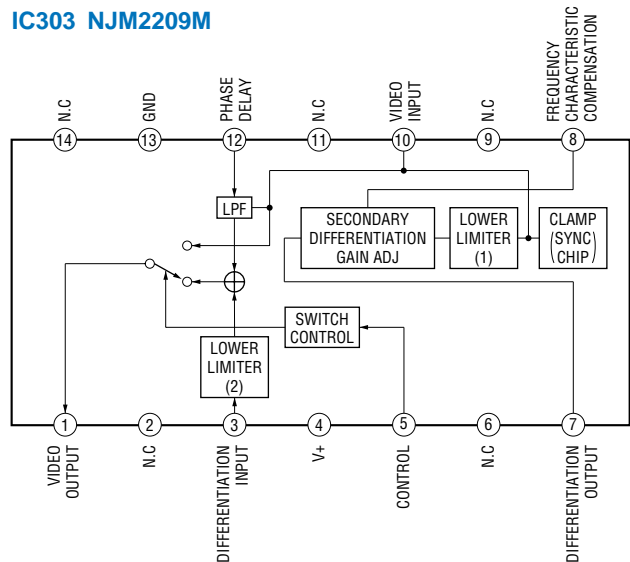 IC303 NJM2209M
N.C
GND
PHASE
DELAY
N.C
VIDEO
INPUT
N.C
FREQUENCY
CHARACTERISTIC
COMPENSATION
14
13
12
11
10
9
8
LPF
SECONDARY
DIFFERENTIATION
GAIN ADJ
LOWER
LIMITER
(1)
CLAMP
(SYNC
CHIP)
SWITCH
CONTROL
LOWER
LIMITER
(2)
1
2
3
4
5
6
7
VIDEO
OUTPUT
N.C
DIFFERENTIATION
INPUT
V+
CONTROL
N.C
DIFFERENTIATION
OUTPUT